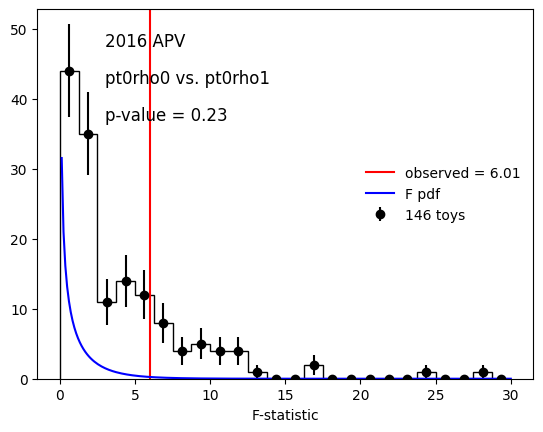 50
40
30
20
10
0
2016 APV
pt0rho0 vs. pt0rho1
p-value = 0.23
observed = 6.01
F pdf
146 toys
0 5 10 15 20 25 30
F-statistic